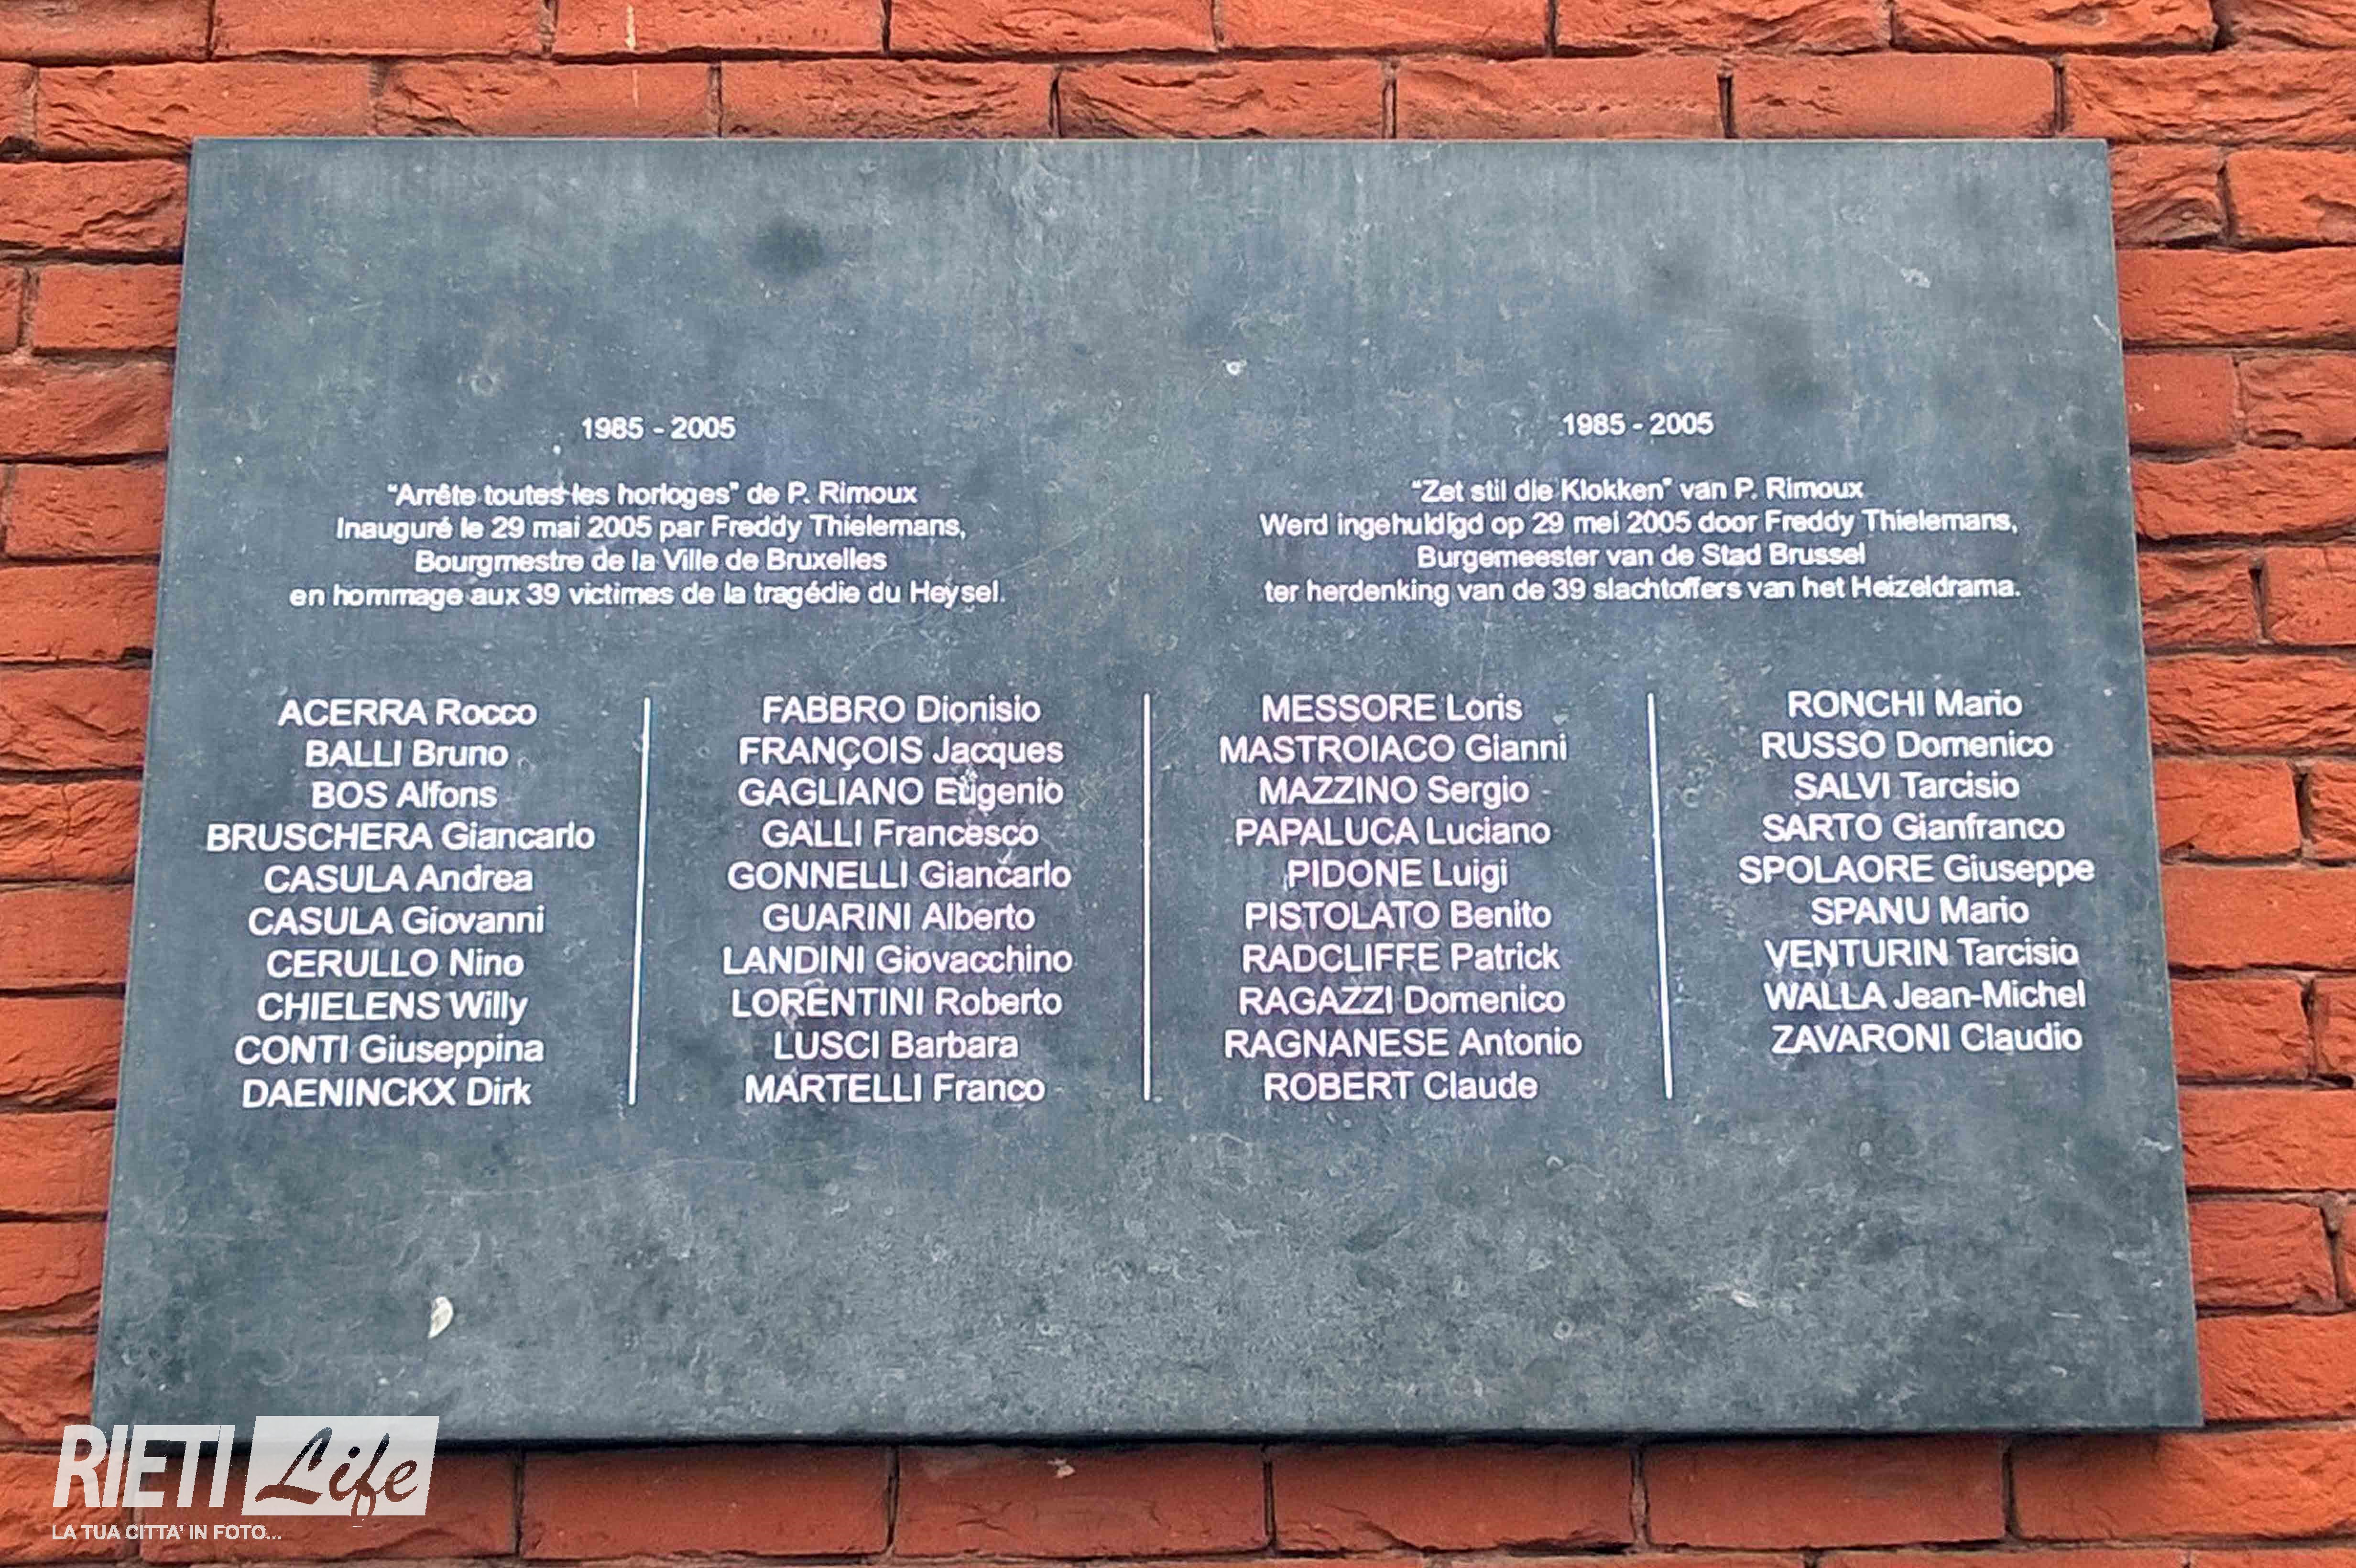 1985 - 2005
"Arrête toutes les horloges" de P. Rimoux
Inauguré le 29 mai 2005 par Freddy Thielemans,
Bourgmestre de la Ville de Bruxelles
en hommage aux 39 victimes de la tragédie du Heysel.
1985 - 2005
"Zet stil die Klokken" van P. Rimoux
Werd ingehuldigd op 29 mei 2005 door Freddy Thielemans,
Burgemeester van de Stad Brussel
ter herdenking van de 39 slachtoffers van het Heizeldrama.
ACERRA Rocco
BALLI Bruno
BOS Alfons
BRUSCHERA Giancarlo
CASULA Andrea
CASULA Giovanni
CERULLO Nino
CHIELENS Willy
CONTI Giuseppina
DAENINCKX Dirk
FABBRO Dionisio
FRANÇOIS Jacques
GAGLIANO Eugenio
GALLI Francesco
GONNELLI Giancarlo
GUARINI Alberto
LANDINI Giovacchino
LORENTINI Roberto
LUSCI Barbara
MARTELLI Franco
MESSORE Loris
MASTROIACO Gianni
MAZZINO Sergio
PAPALUCA Luciano
PIDONE Luigi
PISTOLATO Benito
RADCLIFFE Patrick
RAGAZZI Domenico
RAGNANESE Antonio
ROBERT Claude
RONCHI Mario
RUSSO Domenico
SALVI Tarcisio
SARTO Gianfranco
SPOLAORE Giuseppe
SPANU Mario
VENTURIN Tarcisio
WALLA Jean-Michel
ZAVARONI Claudio
RIETI Life
LA TUA CITTA' IN FOTO...